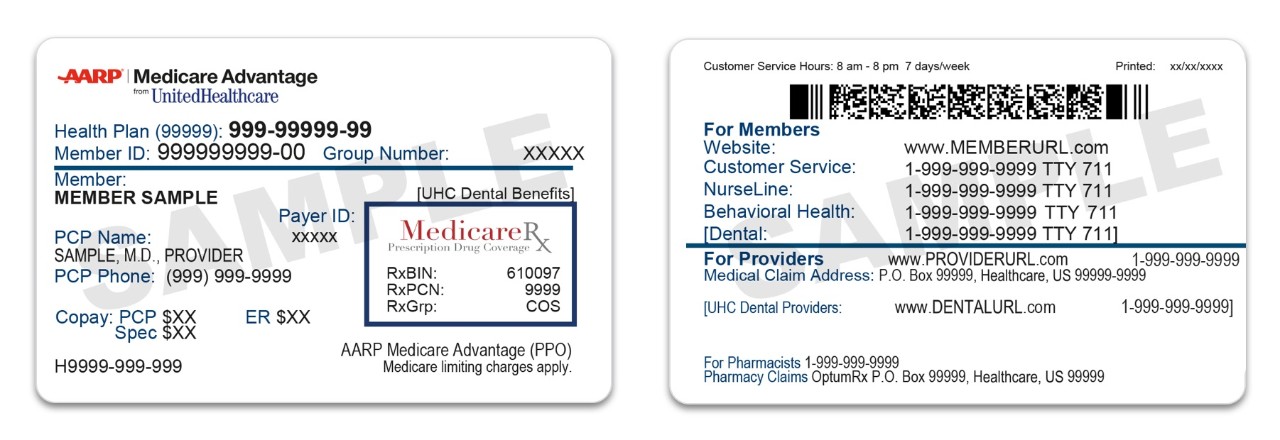 AARP | Medicare Advantage
from UnitedHealthcare
Health Plan (99999): 999-99999-99
Member ID: 999999999-00 Group Number: XXXXX
Member:
MEMBER SAMPLE
[UHC Dental Benefits]
Payer ID:
XXXXX
PCP Name:
SAMPLE, M.D., PROVIDER
PCP Phone: (999) 999-9999
MedicareRx
Prescription Drug Coverage
RxBIN: 610097
RxPCN: 9999
RxGrp: COS
Copay: PCP $XX ER $XX
Spec $XX
AARP Medicare Advantage (PPO)
H9999-999-999
Medicare limiting charges apply.
SAMPLE
Customer Service Hours: 8 am - 8 pm 7 days/week Printed: xx/xx/xxxx
For Members
Website: www.MEMBERURL.com
Customer Service: 1-999-999-9999 TTY 711
NurseLine: 1-999-999-9999 TTY 711
Behavioral Health: 1-999-999-9999 TTY 711
[Dental: 1-999-999-9999 TTY 711]
For Providers www.PROVIDERURL.com 1-999-999-9999
Medical Claim Address: P.O. Box 99999, Healthcare, US 99999-9999
[UHC Dental Providers: www.DENTALURL.com 1-999-999-9999]
For Pharmacists 1-999-999-9999
Pharmacy Claims OptumRx P.O. Box 99999, Healthcare, US 99999
SAMPLE